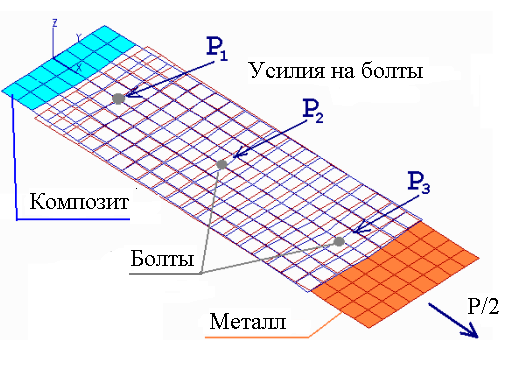 Z
Y
X
P1
Усилия на болты
P2
P3
Композит
Болты
Металл
P/2